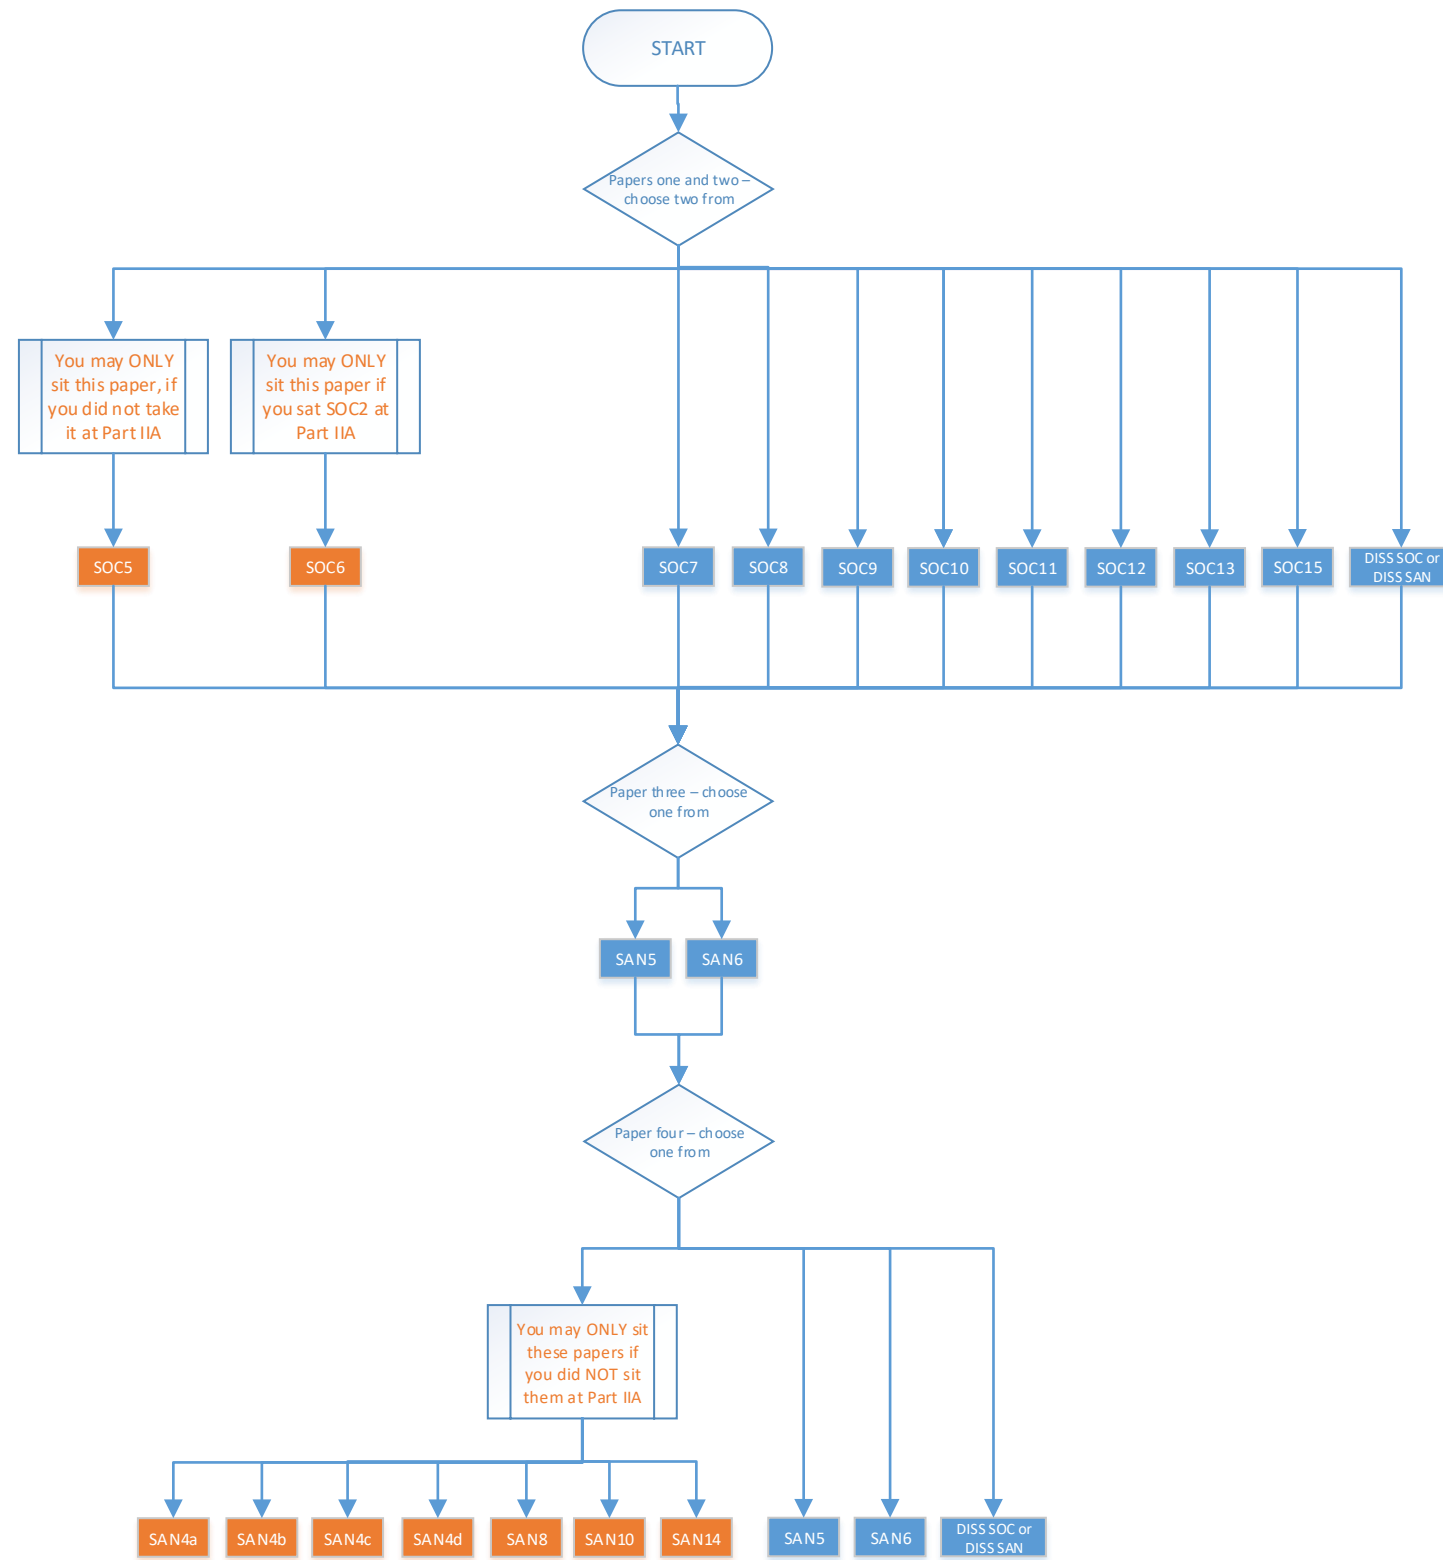 START
Papers one and two –
choose two from
You may ONLY
sit this paper, if
you did not take
it at Part IIA
You may ONLY
sit this paper if
you sat SOC2 at
Part IIA
SOC5
SOC6
SOC7
SOC8
SOC9
SOC10
SOC11
SOC12
SOC13
SOC15
DISS SOC or
DISS SAN
Paper three – choose
one from
SAN5
SAN6
Paper four – choose
one from
You may ONLY sit
these papers if
you did NOT sit
them at Part IIA
SAN4a
SAN4b
SAN4c
SAN4d
SAN8
SAN10
SAN14
SAN5
SAN6
DISS SOC or
DISS SAN